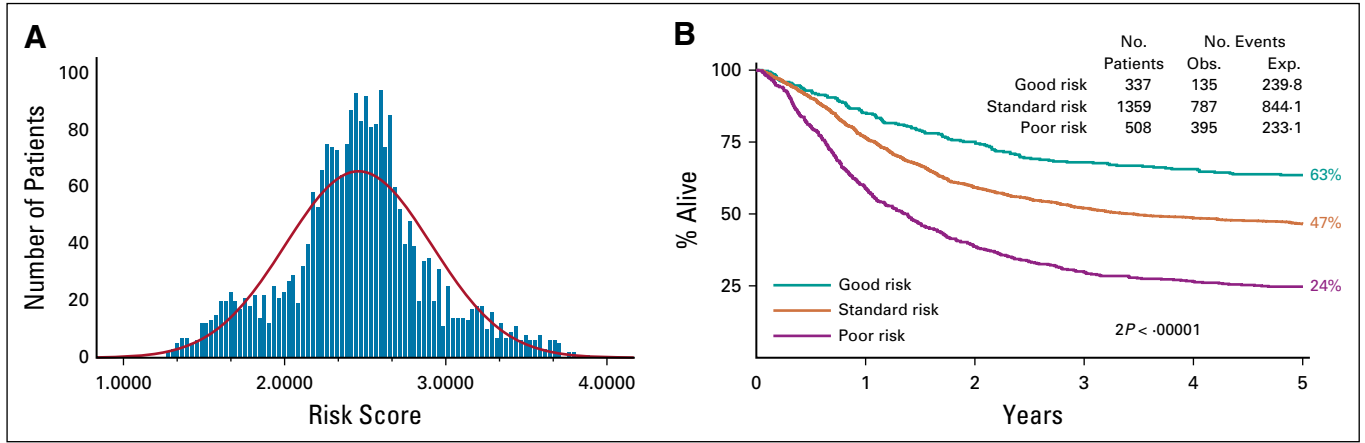 A
Number of Patients
100
80
60
40
20
0
1.0000 2.0000 3.0000 4.0000
Risk Score
B
No. No. Events
Patients Obs. Exp.
Good risk 337 135 239·8
Standard risk 1359 787 844·1
Poor risk 508 395 233·1
% Alive
100
75
50
25
63%
47%
24%
Good risk
Standard risk
Poor risk
2P < ·00001
0 1 2 3 4 5
Years